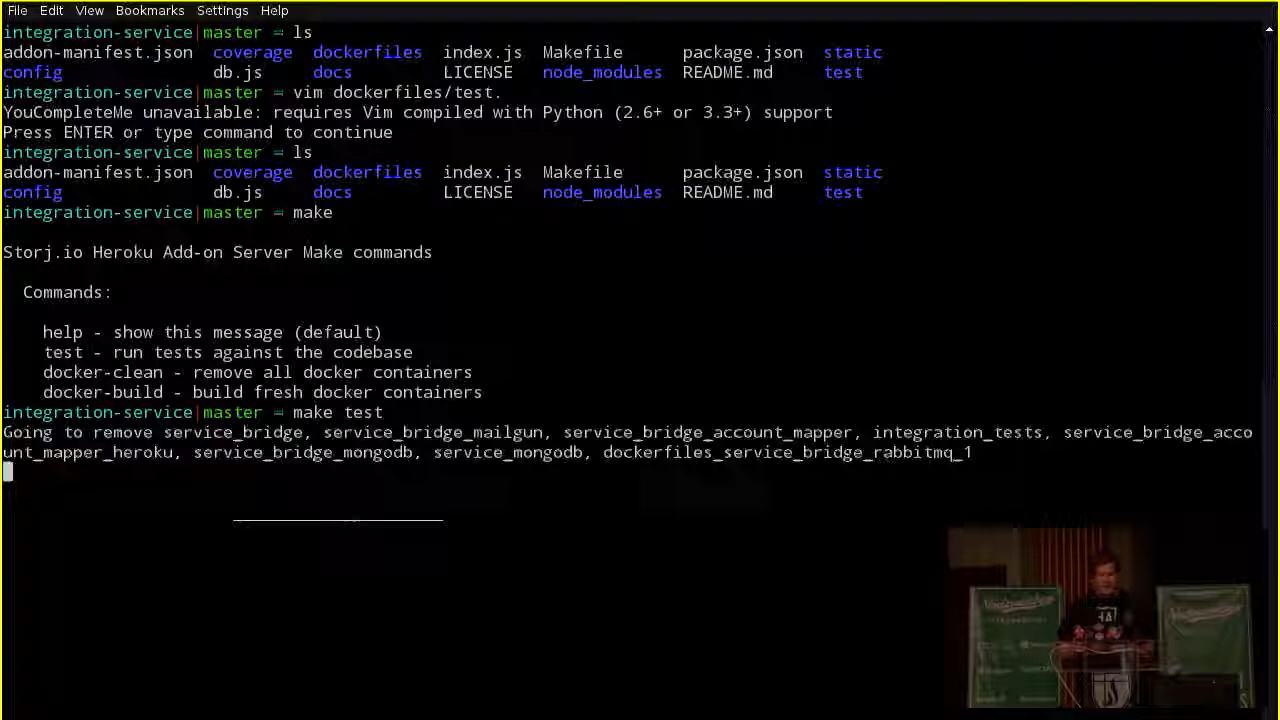 File Edit View Bookmarks Settings Help
integration-service|master = ls
addon-manifest.json coverage dockerfiles index.js Makefile package.json static
config db.js docs LICENSE node_modules README.md test
integration-service|master = vim dockerfiles/test.
YouCompleteMe unavailable: requires Vim compiled with Python (2.6+ or 3.3+) support
Press ENTER or type command to continue
integration-service|master = ls
addon-manifest.json coverage dockerfiles index.js Makefile package.json static
config db.js docs LICENSE node_modules README.md test
integration-service|master = make
Storj.io Heroku Add-on Server Make commands
Commands:
help - show this message (default)
test - run tests against the codebase
docker-clean - remove all docker containers
docker-build - build fresh docker containers
integration-service|master = make test
Going to remove service_bridge, service_bridge_mailgun, service_bridge_account_mapper, integration_tests, service_bridge_acco
unt_mapper_heroku, service_bridge_mongodb, service_mongodb, dockerfiles_service_bridge_rabbitmq_1